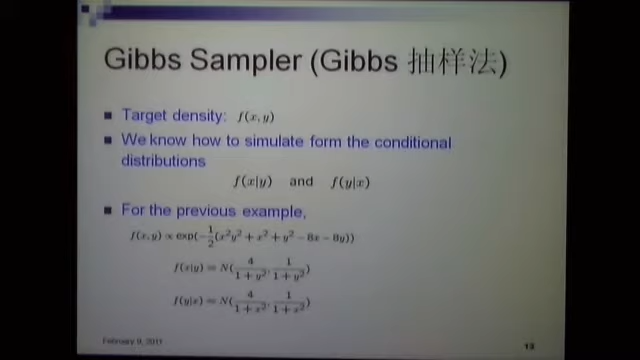 Gibbs Sampler (Gibbs 抽样法)
Target density: f(x, y)
We know how to simulate form the conditional
distributions
f(x|y) and f(y|x)
For the previous example,
f(x, y) ∝ exp(−1/2(x²y² + x² + y² − 8x − 8y))
f(x|y) = N(4/(1 + y²), 1/(1 + y²))
f(y|x) = N(4/(1 + x²), 1/(1 + x²))
February 9, 2011
13